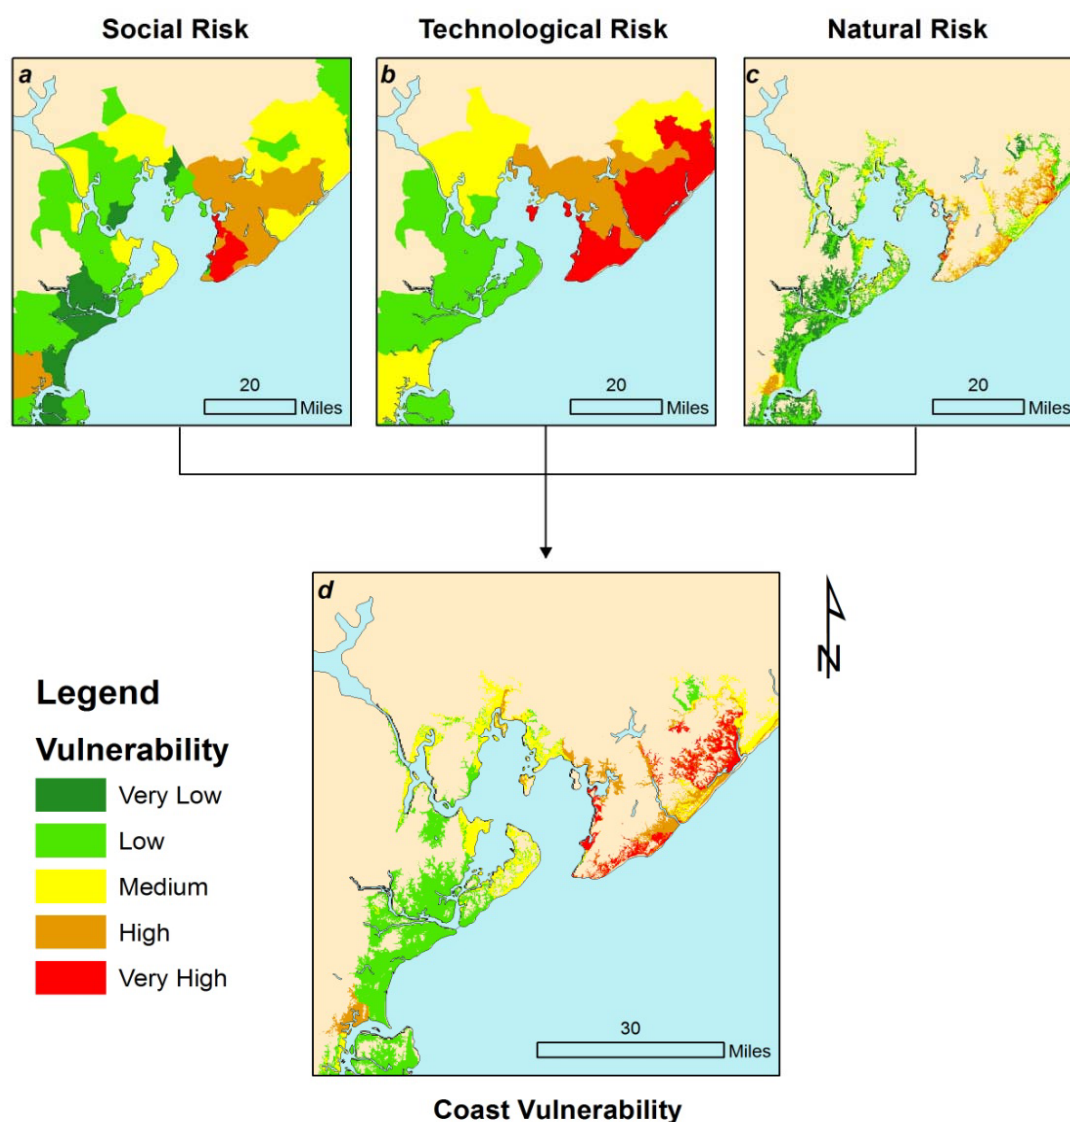 Social Risk
Technological Risk
Natural Risk
a
b
c
20
Miles
20
Miles
20
Miles
d
N
Legend
Vulnerability
Very Low
Low
Medium
High
Very High
30
Miles
Coast Vulnerability